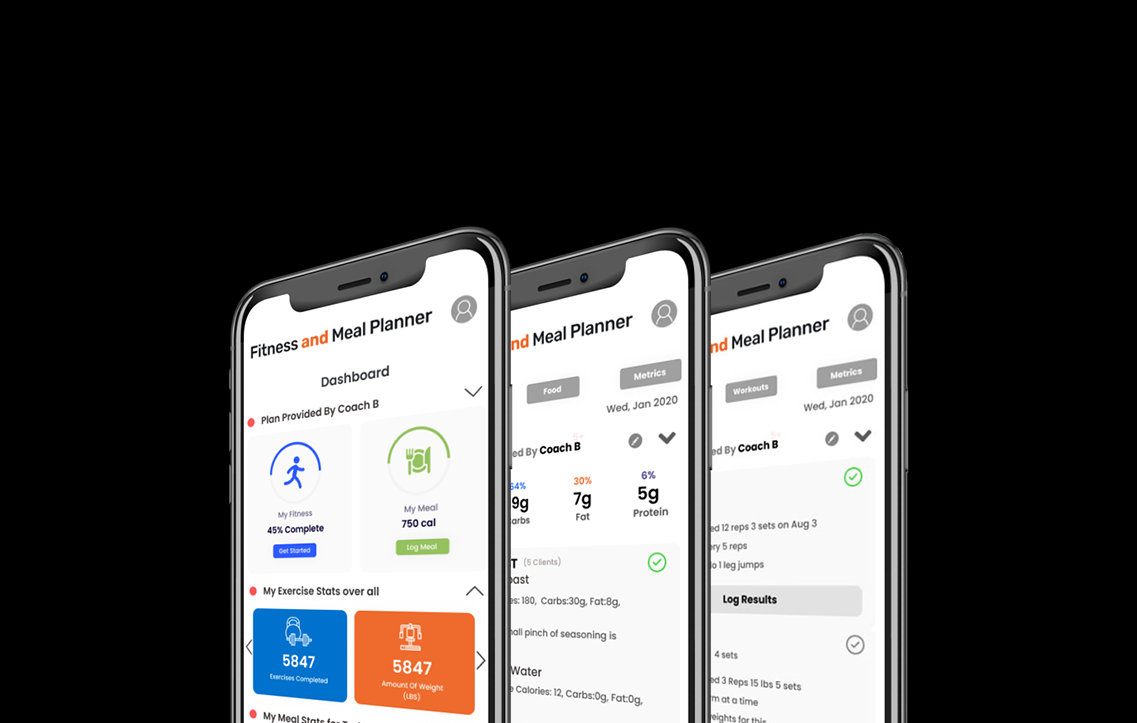 Fitness and Meal Planner
Dashboard
Plan Provided By Coach B
My Fitness
45% Complete
Get Started
My Meal
750 cal
Log Meal
My Exercise Stats over all
5847
Exercises Completed
5847
Amount Of Weight
(LBS)
My Meal Stats for
nd Meal Planner
Food
Metrics
Wed, Jan 2020
ed By Coach B
64%
9g
arbs
30%
7g
Fat
6%
5g
Protein
T (5 Clients)
oast
es: 180, Carbs:30g, Fat:8g,
all pinch of seasoning is
Water
e Calories: 12, Carbs:0g, Fat:0g,
nd Meal Planner
Workouts
Metrics
Wed, Jan 2020
ed By Coach B
ed 12 reps 3 sets on Aug 3
ry 5 reps
o 1 leg jumps
Log Results
4 sets
ed 3 Reps 15 lbs 5 sets
m at a time
eights for this